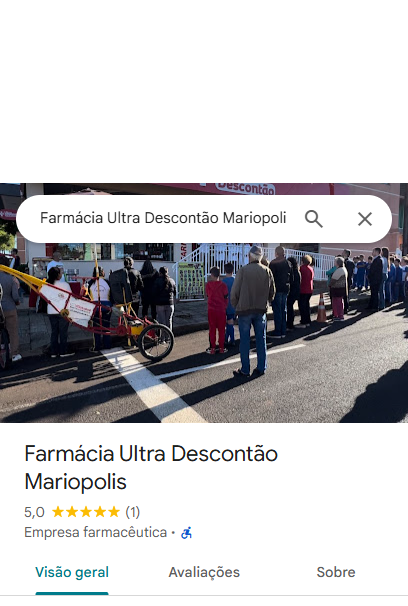 Descontão
Farmácia Ultra Descontão Mariopoli
Farmácia Ultra Descontão
Mariopolis
5,0 (1)
Empresa farmacêutica ·
Visão geral Avaliações Sobre